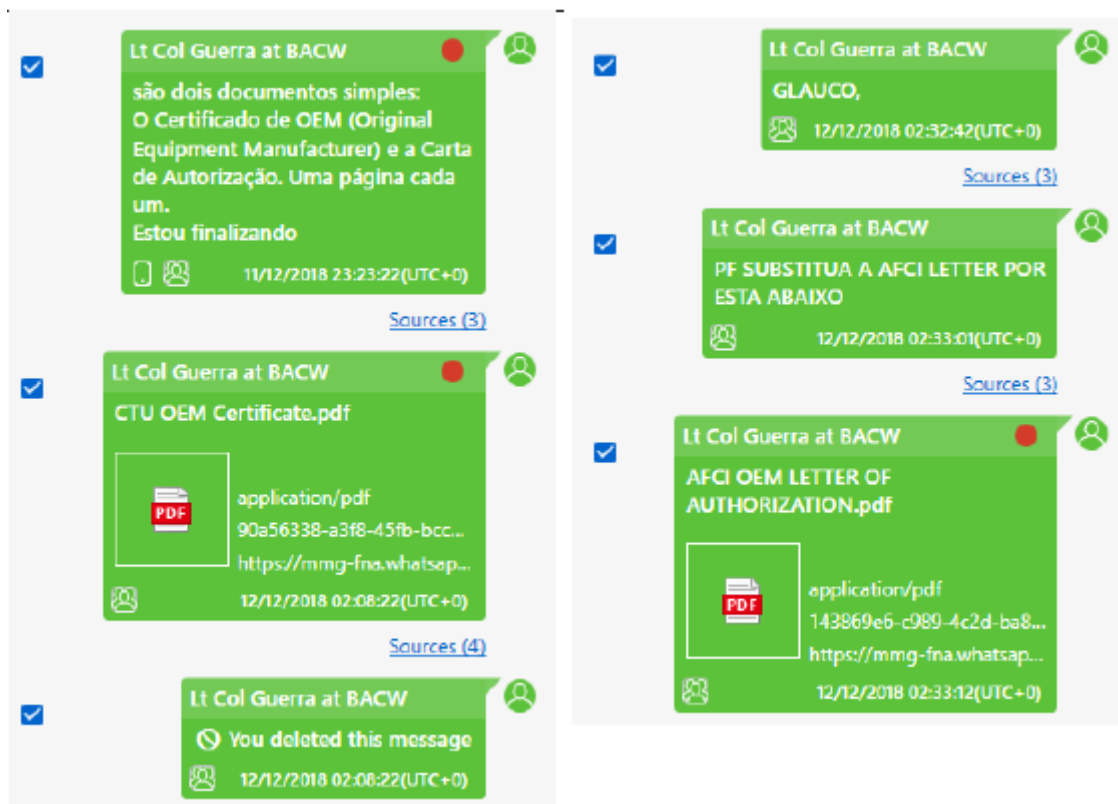 Lt Col Guerra at BACW
são dois documentos simples:
O Certificado de OEM (Original
Equipment Manufacturer) e a Carta
de Autorização. Uma página cada
um.
Estou finalizando
11/12/2018 23:23:22(UTC+0)
Sources (3)
Lt Col Guerra at BACW
CTU OEM Certificate.pdf
PDF
application/pdf
90a56338-a3f8-45fb-bcc...
https://mmg-fna.whatsap...
12/12/2018 02:08:22(UTC+0)
Sources (4)
Lt Col Guerra at BACW
You deleted this message
12/12/2018 02:08:22(UTC+0)
Lt Col Guerra at BACW
GLAUCO,
12/12/2018 02:32:42(UTC+0)
Sources (3)
Lt Col Guerra at BACW
PF SUBSTITUA A AFCI LETTER POR
ESTA ABAIXO
12/12/2018 02:33:01(UTC+0)
Sources (3)
Lt Col Guerra at BACW
AFCI OEM LETTER OF
AUTHORIZATION.pdf
PDF
application/pdf
143869e6-c989-4c2d-ba8...
https://mmg-fna.whatsap...
12/12/2018 02:33:12(UTC+0)